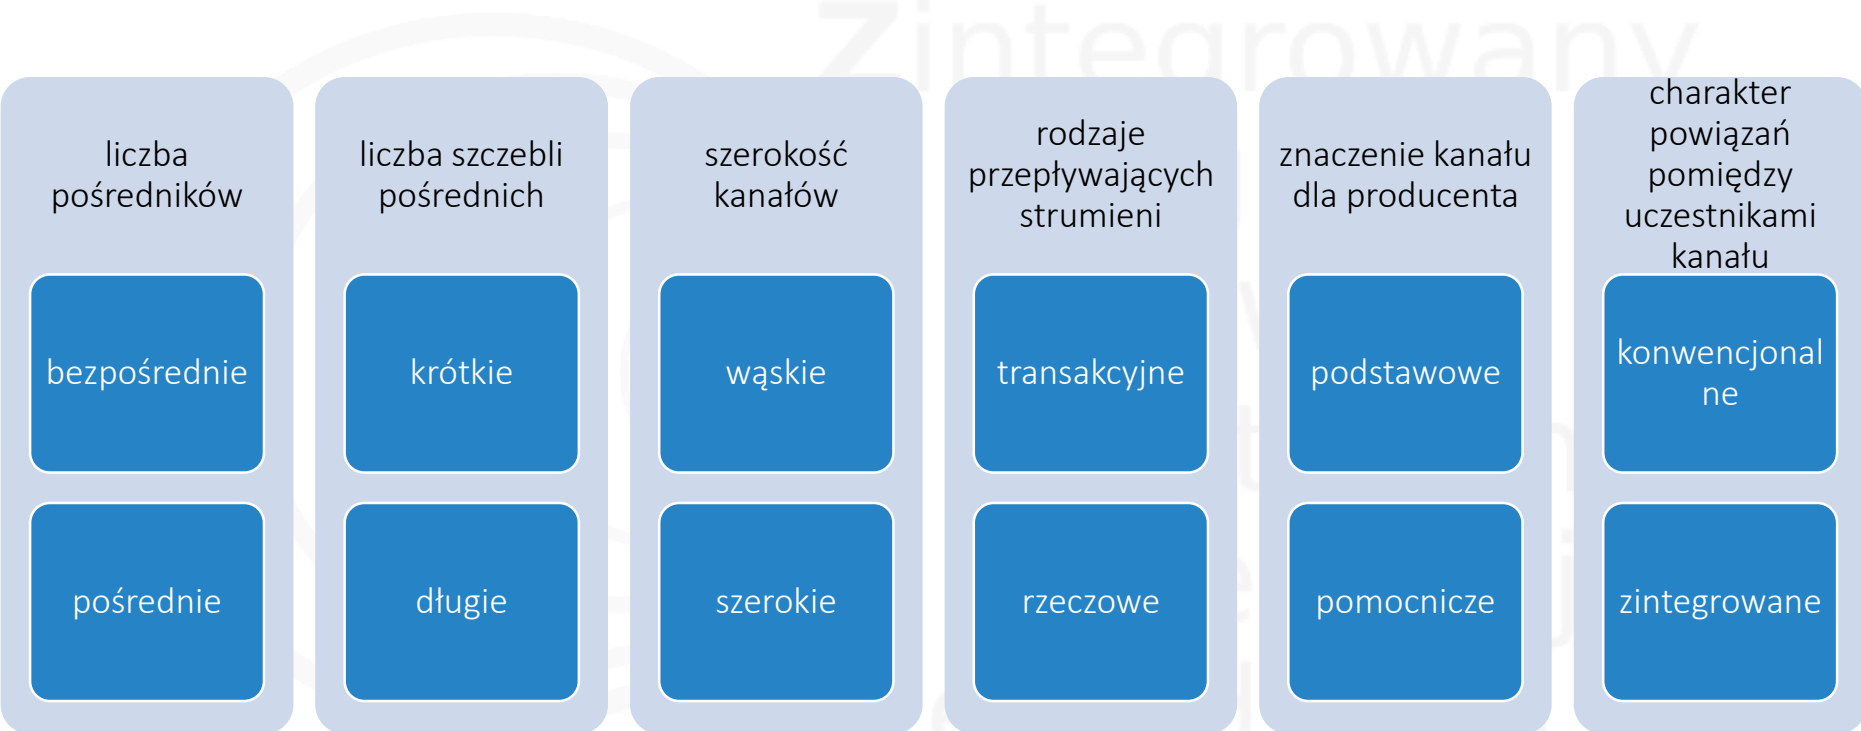 Zintegrowany
liczba
pośredników
bezpośrednie
pośrednie
liczba szczebli
pośrednich
krótkie
długie
szerokość
kanałów
wąskie
szerokie
rodzaje
przepływających
strumieni
transakcyjne
rzeczowe
znaczenie kanału
dla producenta
podstawowe
pomocnicze
charakter
powiązań
pomiędzy
uczestnikami
kanału
konwencjonal
ne
zintegrowane